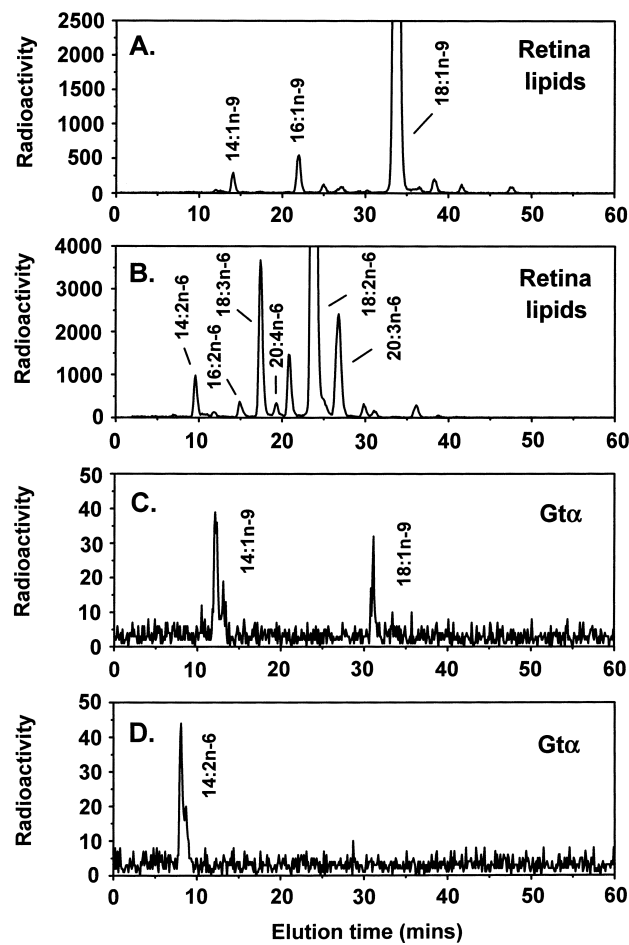 A.
Retina
lipids
Radioactivity
2500
2000
1500
1000
500
0
14:1n-9
16:1n-9
18:1n-9
0 10 20 30 40 50 60
B.
Retina
lipids
Radioactivity
4000
3000
2000
1000
0
14:2n-6
16:2n-6
18:3n-6
20:4n-6
18:2n-6
20:3n-6
0 10 20 30 40 50 60
C.
Gtα
Radioactivity
50
40
30
20
10
0
14:1n-9
18:1n-9
0 10 20 30 40 50 60
D.
Gtα
Radioactivity
50
40
30
20
10
0
14:2n-6
0 10 20 30 40 50 60
Elution time (mins)